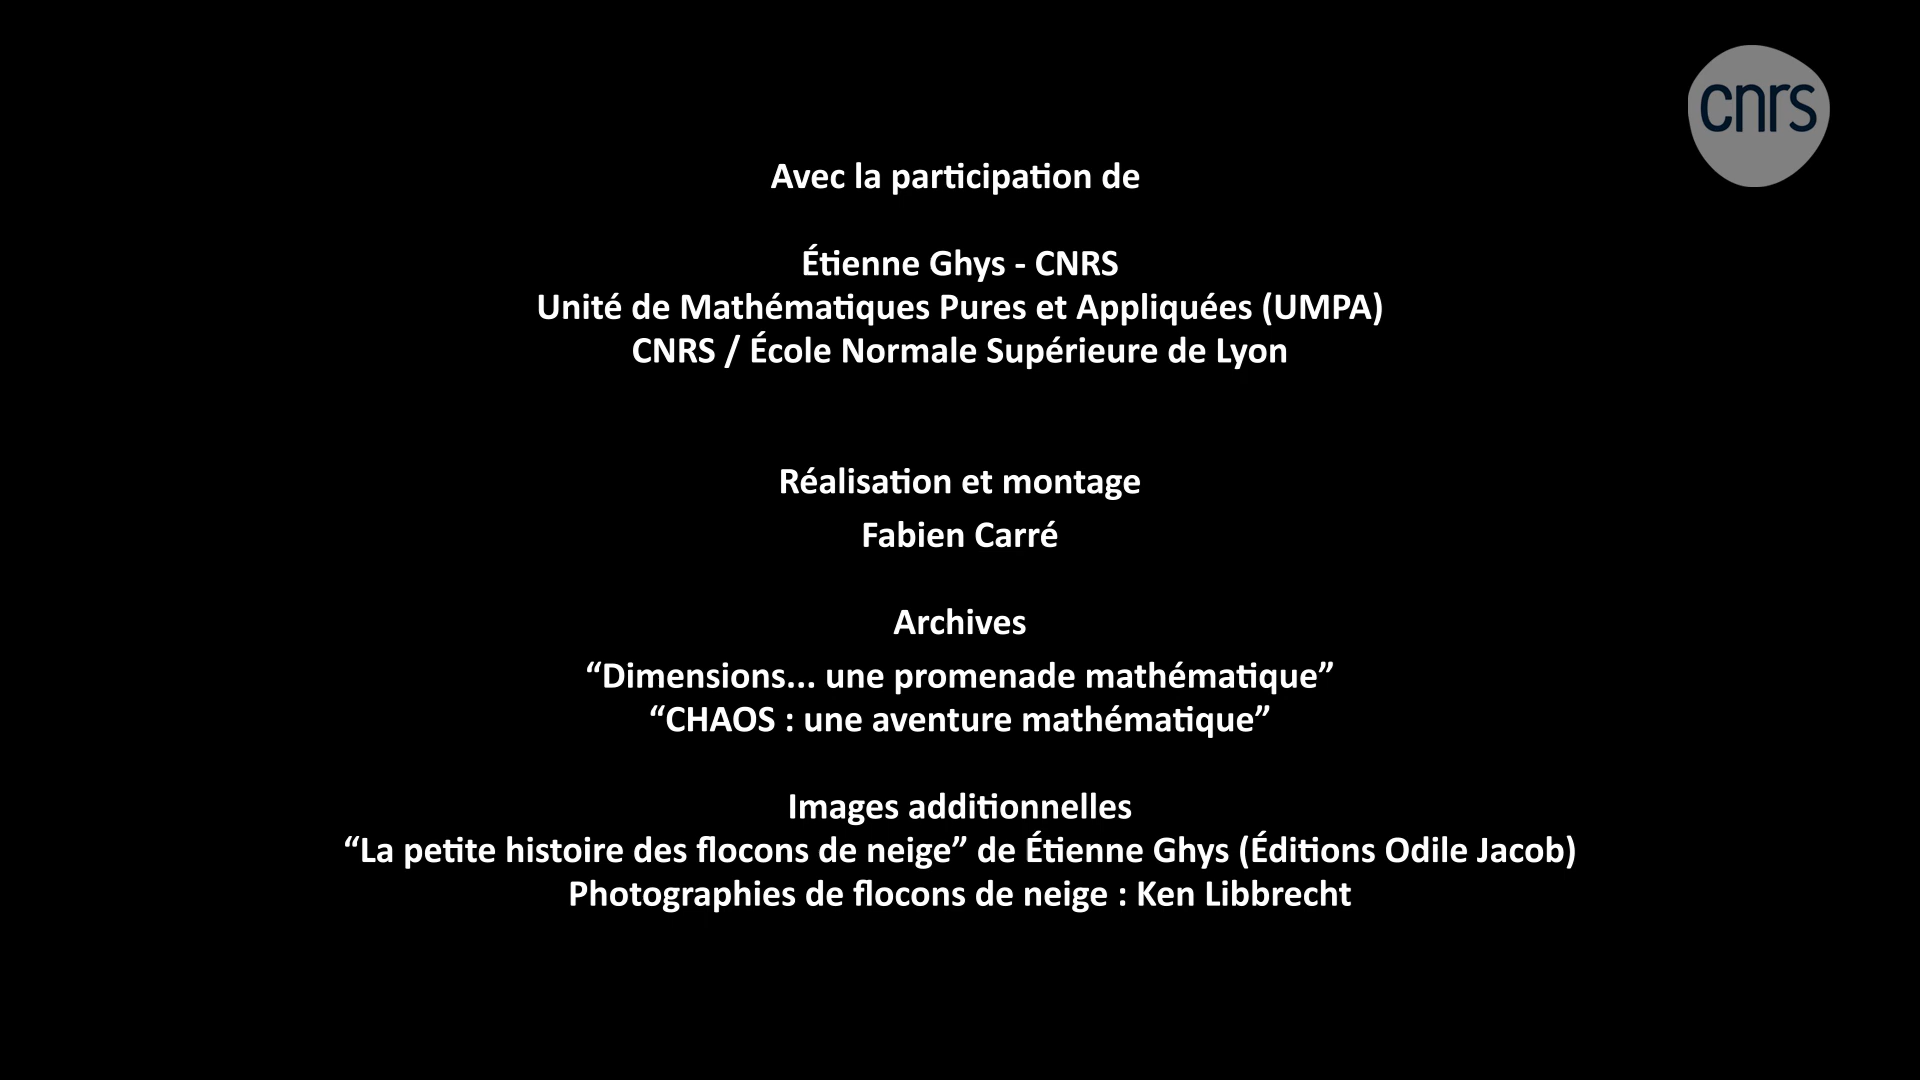 cnrs
Avec la participation de
Étienne Ghys - CNRS
Unité de Mathématiques Pures et Appliquées (UMPA)
CNRS / École Normale Supérieure de Lyon
Réalisation et montage
Fabien Carré
Archives
“Dimensions... une promenade mathématique”
“CHAOS : une aventure mathématique”
Images additionnelles
“La petite histoire des flocons de neige” de Étienne Ghys (Éditions Odile Jacob)
Photographies de flocons de neige : Ken Libbrecht